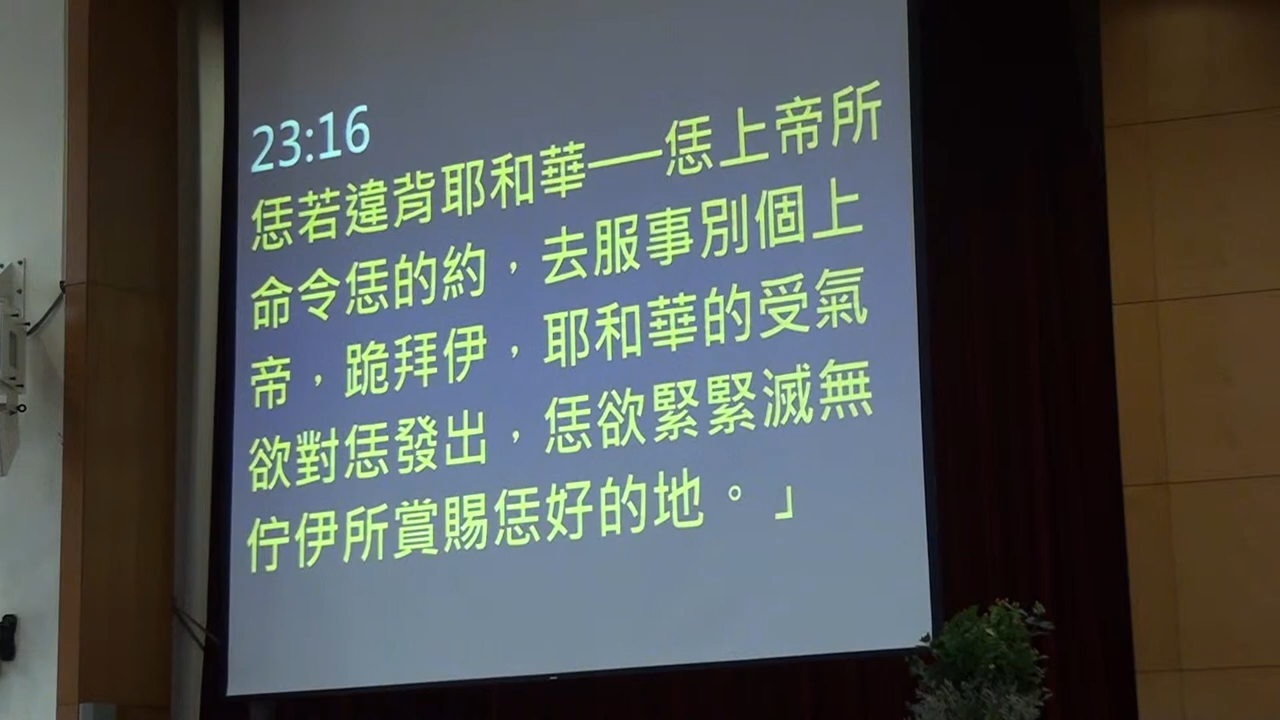 23:16
恁若違背耶和華──恁上帝所
命令恁的約，去服事別個上
帝，跪拜伊，耶和華的受氣
欲對恁發出，恁欲緊緊滅無
佇伊所賞賜恁好的地。」